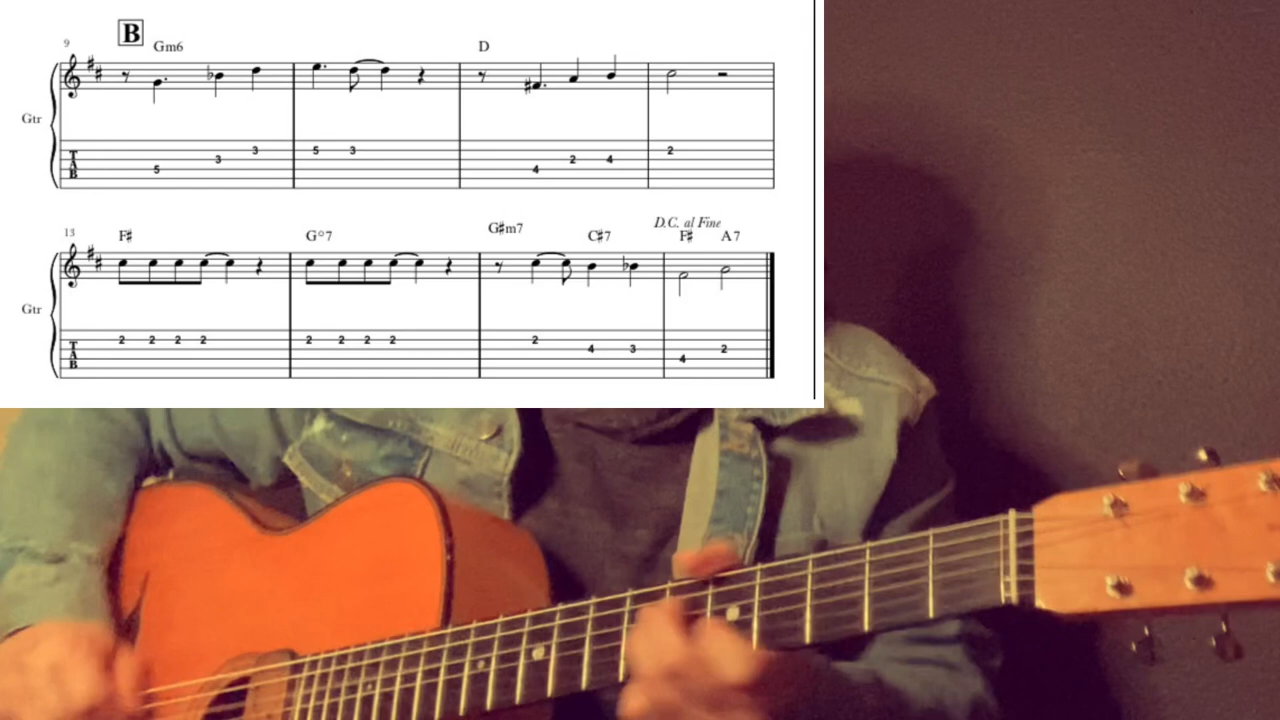 B
9 Gm6 D
Gtr
T A B 5 3 3 5 3 4 2 4 2
D.C. al Fine
13 F# G°7 G#m7 C#7 F# A7
Gtr
T A B 2 2 2 2 2 2 2 2 2 4 3 4 2